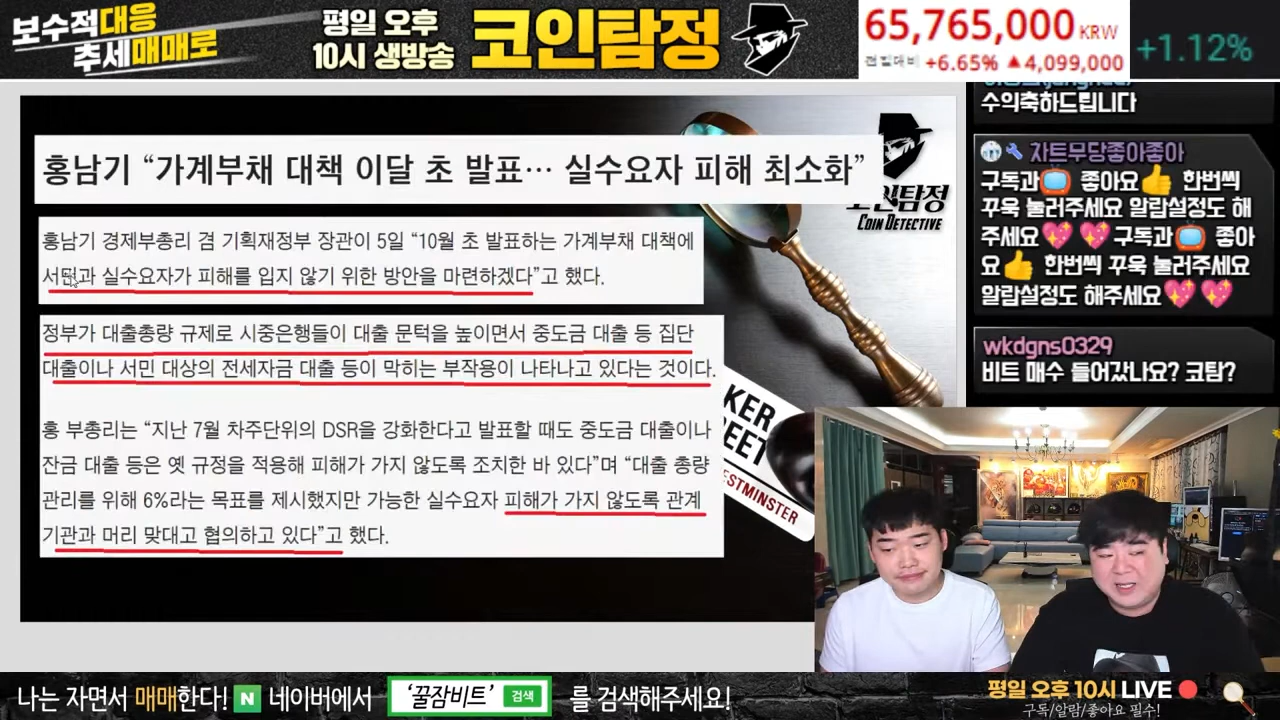 보수적대응
추세매매로
평일 오후
10시 생방송
코인탐정
65,765,000 KRW
전일대비 +6.65% ▲4,099,000
+1.12%
수익축하드립니다
홍남기 “가계부채 대책 이달 초 발표… 실수요자 피해 최소화”
코인탐정
COIN DETECTIVE
홍남기 경제부총리 겸 기획재정부 장관이 5일 “10월 초 발표하는 가계부채 대책에
서민과 실수요자가 피해를 입지 않기 위한 방안을 마련하겠다”고 했다.
정부가 대출총량 규제로 시중은행들이 대출 문턱을 높이면서 중도금 대출 등 집단
대출이나 서민 대상의 전세자금 대출 등이 막히는 부작용이 나타나고 있다는 것이다.
홍 부총리는 “지난 7월 차주단위의 DSR을 강화한다고 발표할 때도 중도금 대출이나
잔금 대출 등은 옛 규정을 적용해 피해가 가지 않도록 조치한 바 있다”며 “대출 총량
관리를 위해 6%라는 목표를 제시했지만 가능한 실수요자 피해가 가지 않도록 관계
기관과 머리 맞대고 협의하고 있다”고 했다.
KER
EET
ESTMINSTER
차트무당좋아좋아
구독과📺 좋아요👍 한번씩
꾸욱 눌러주세요 알람설정도 해
주세요💖 💖구독과📺 좋아
요👍 한번씩 꾸욱 눌러주세요
알람설정도 해주세요💖 💖
wkdgns0329
비트 매수 들어갔나요? 코탐?
나는 자면서 매매한다! N 네이버에서 ‘꿀잠비트’ 검색 를 검색해주세요!
평일 오후 10시 LIVE
구독/알람/좋아요 필수!